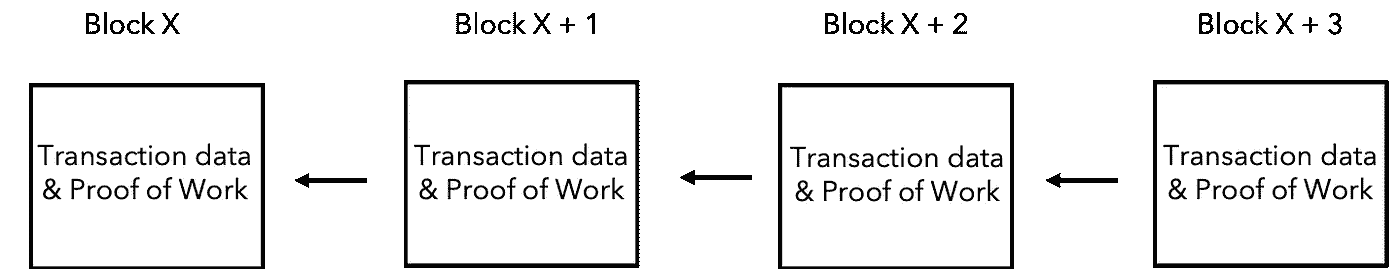 Block X
Block X + 1
Block X + 2
Block X + 3
Transaction data
& Proof of Work
Transaction data
& Proof of Work
Transaction data
& Proof of Work
Transaction data
& Proof of Work